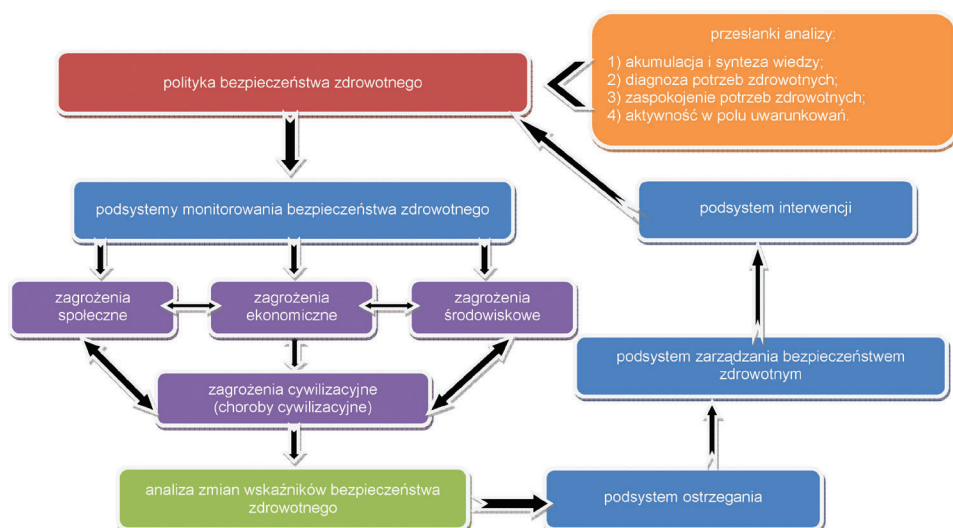 polityka bezpieczeństwa zdrowotnego
przesłanki analizy:
1) akumulacja i synteza wiedzy;
2) diagnoza potrzeb zdrowotnych;
3) zaspokojenie potrzeb zdrowotnych;
4) aktywność w polu uwarunkowań.
podsystemy monitorowania bezpieczeństwa zdrowotnego
podsystem interwencji
zagrożenia
społeczne
zagrożenia
ekonomiczne
zagrożenia
środowiskowe
podsystem zarządzania bezpieczeństwem
zdrowotnym
zagrożenia cywilizacyjne
(choroby cywilizacyjne)
analiza zmian wskaźników bezpieczeństwa
zdrowotnego
podsystem ostrzegania